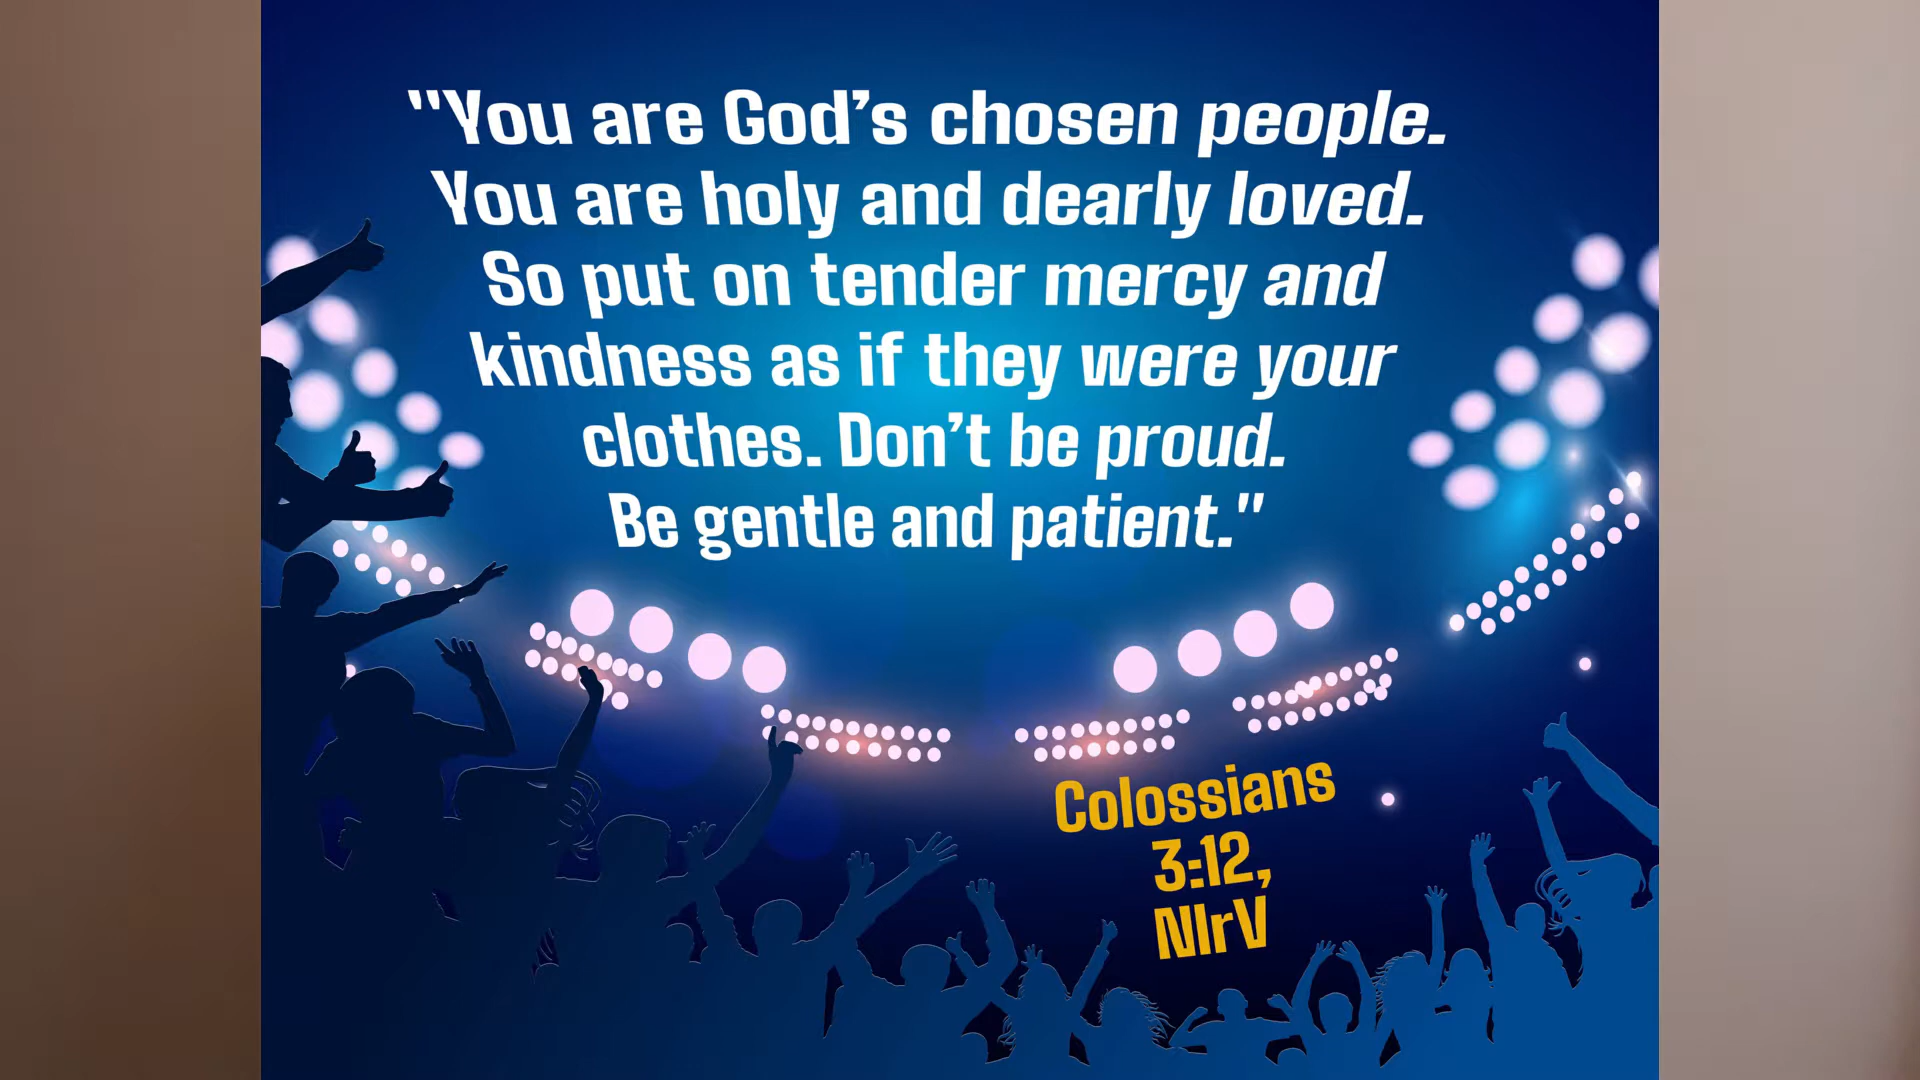 "You are God’s chosen people.
You are holy and dearly loved.
So put on tender mercy and
kindness as if they were your
clothes. Don’t be proud.
Be gentle and patient."
Colossians
3:12,
NIrV